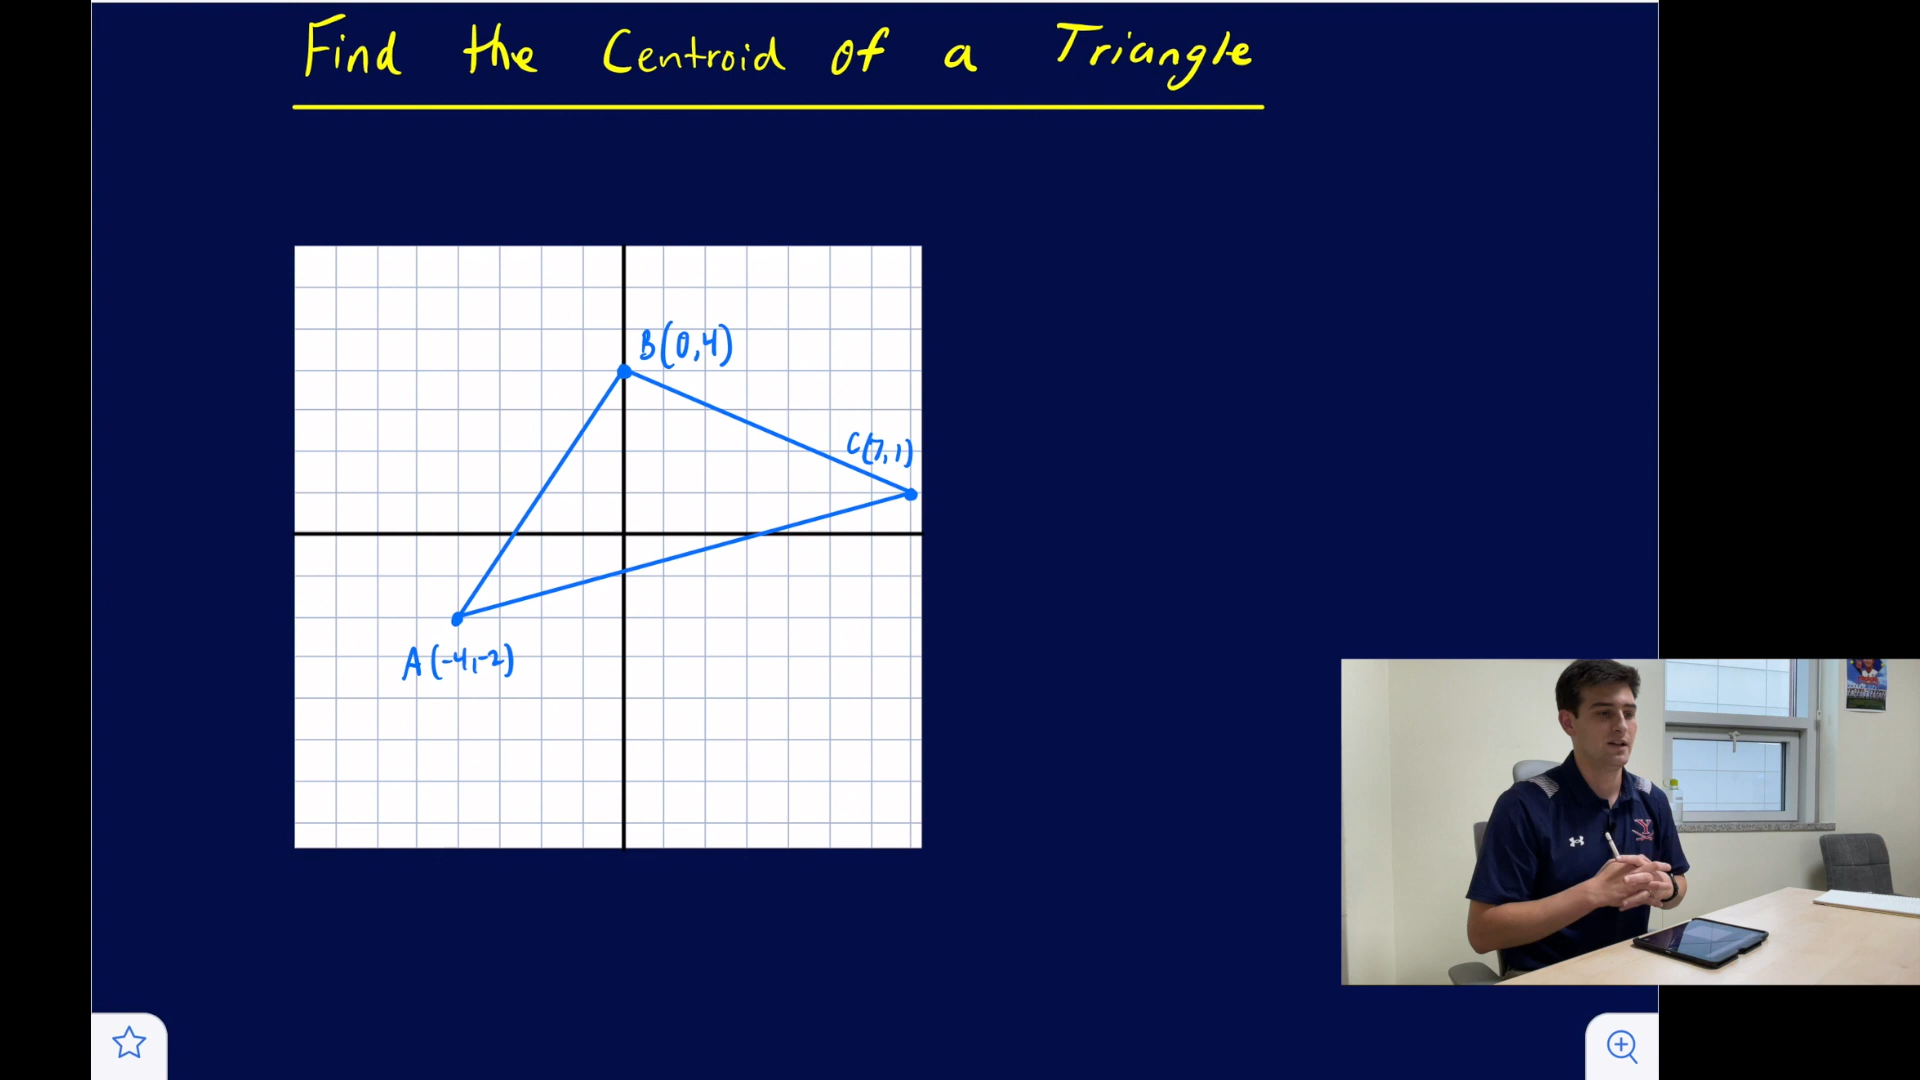 Find the Centroid of a Triangle
B(0,4)
C(7,1)
A(-4,-2)
Y